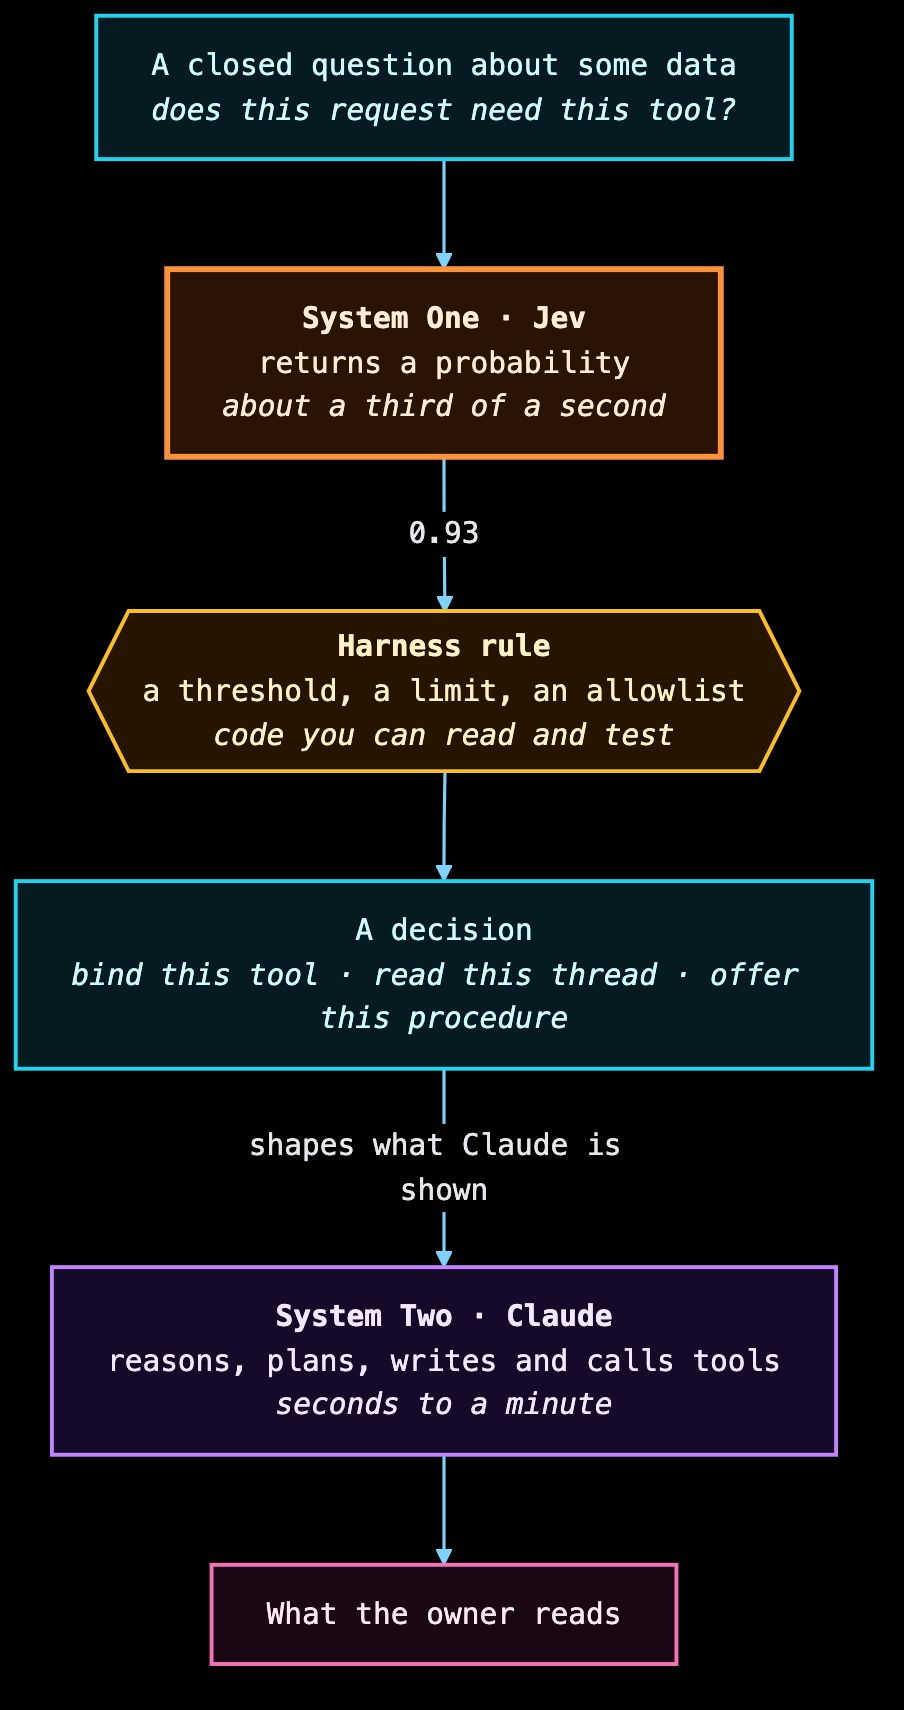 A closed question about some data
does this request need this tool?
System One · Jev
returns a probability
about a third of a second
0.93
Harness rule
a threshold, a limit, an allowlist
code you can read and test
A decision
bind this tool · read this thread · offer
this procedure
shapes what Claude is
shown
System Two · Claude
reasons, plans, writes and calls tools
seconds to a minute
What the owner reads